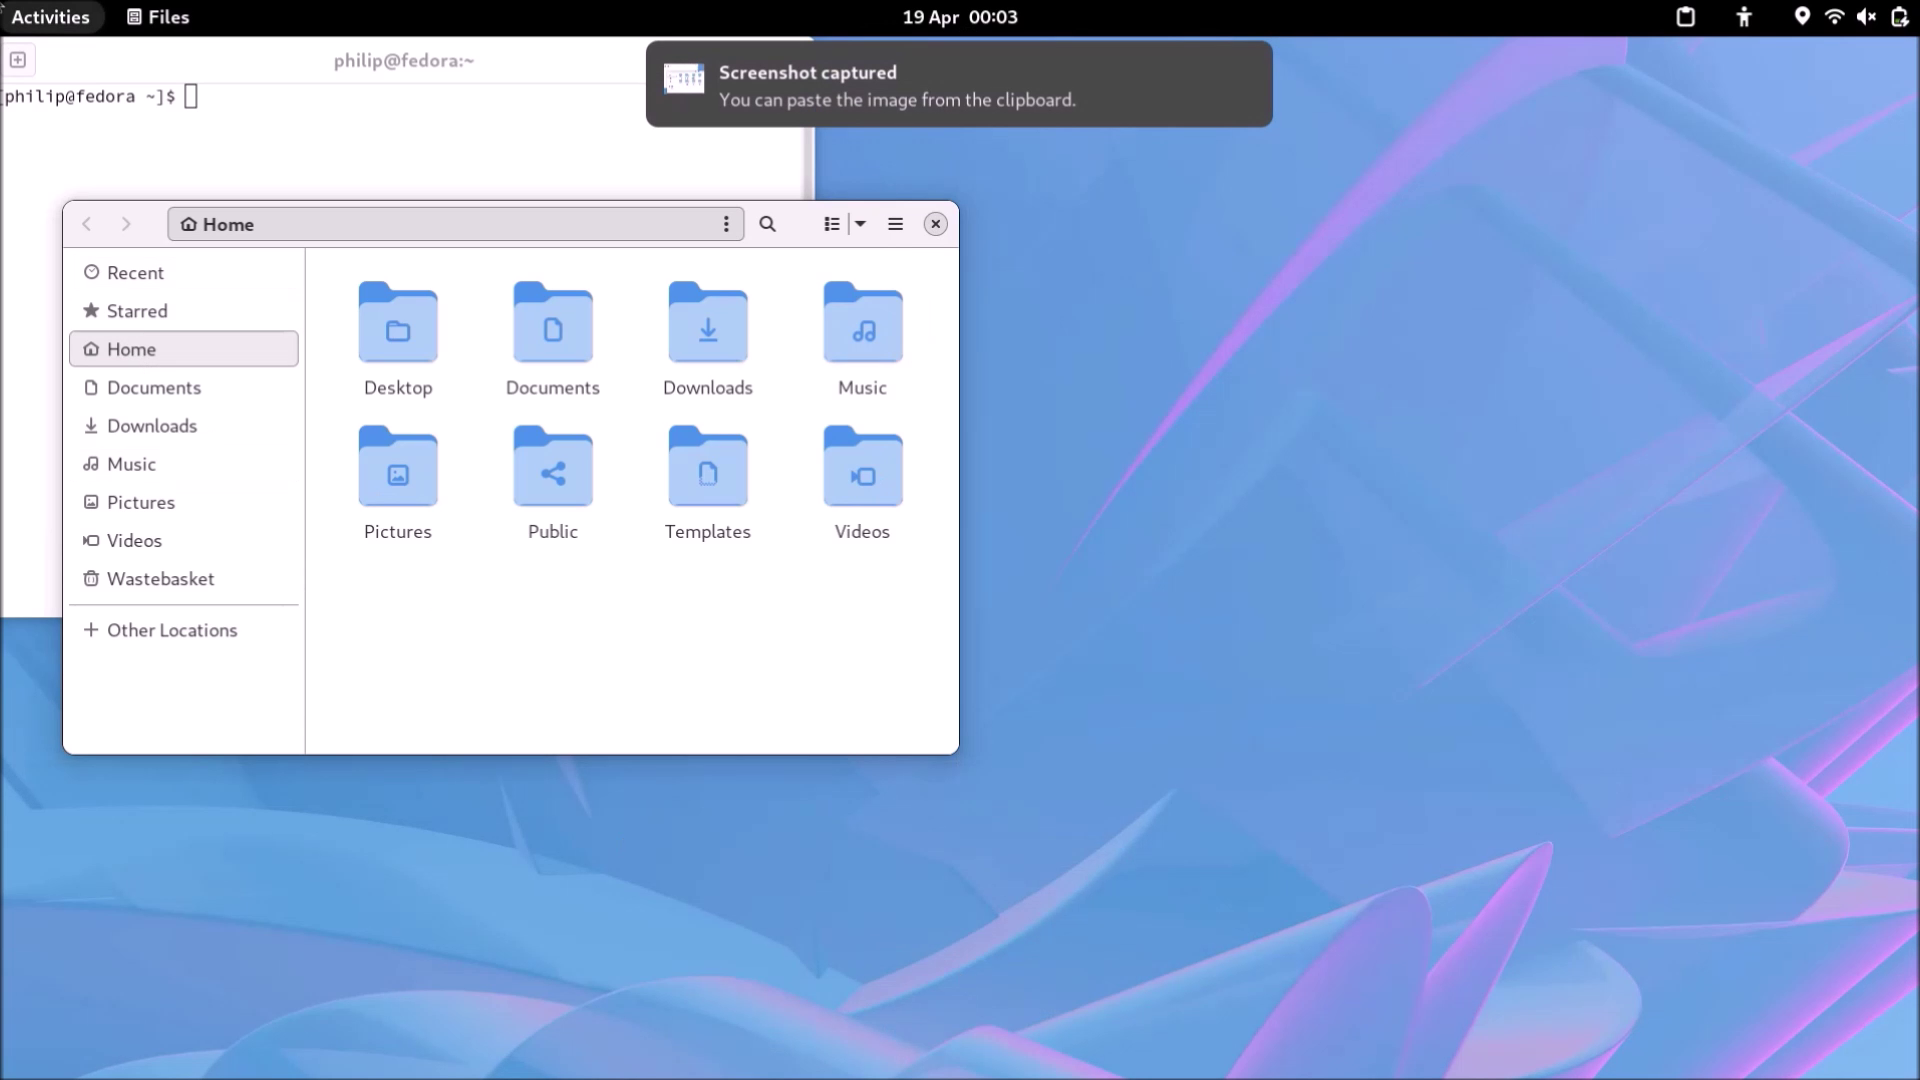 Activities Files 19 Apr 00:03
philip@fedora:~
[philip@fedora ~]$
Screenshot captured
You can paste the image from the clipboard.
Home
Recent
Starred
Home
Documents
Downloads
Music
Pictures
Videos
Wastebasket
Other Locations
Desktop Documents Downloads Music
Pictures Public Templates Videos